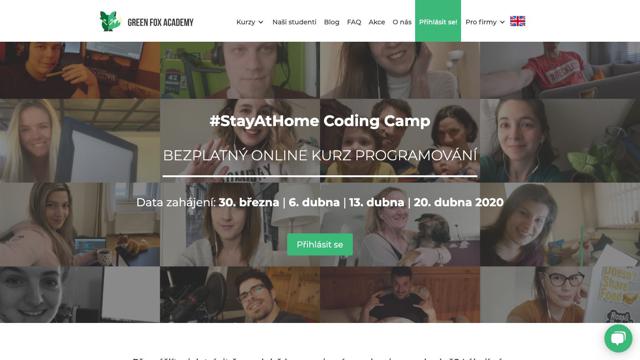 GREEN FOX ACADEMY
Kurzy Naši studenti Blog FAQ Akce O nás Přihlásit se! Pro firmy
#StayAtHome Coding Camp
BEZPLATNÝ ONLINE KURZ PROGRAMOVÁNÍ
Data zahájení: 30. března | 6. dubna | 13. dubna | 20. dubna 2020
Přihlásit se